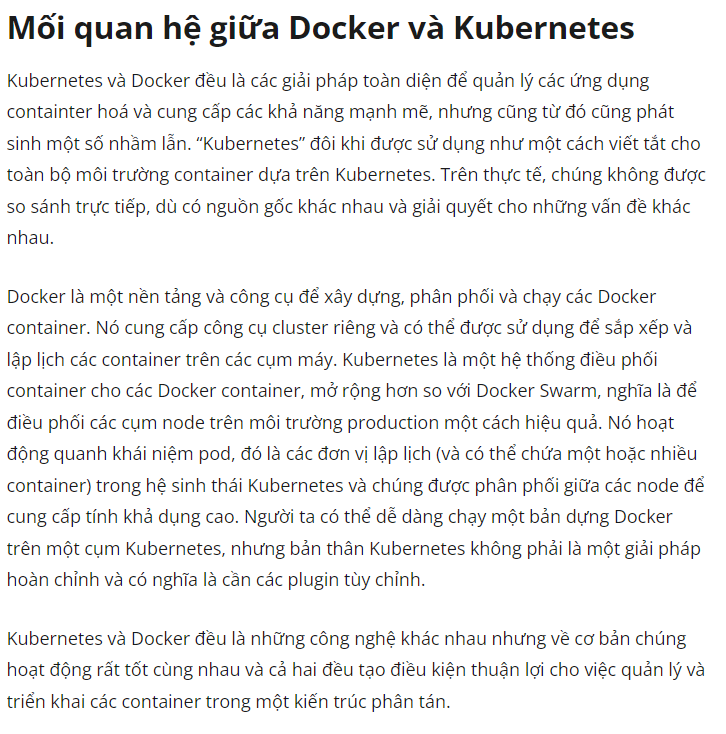 Mối quan hệ giữa Docker và Kubernetes
Kubernetes và Docker đều là các giải pháp toàn diện để quản lý các ứng dụng
containter hoá và cung cấp các khả năng mạnh mẽ, nhưng cũng từ đó cũng phát
sinh một số nhầm lẫn. “Kubernetes” đôi khi được sử dụng như một cách viết tắt cho
toàn bộ môi trường container dựa trên Kubernetes. Trên thực tế, chúng không được
so sánh trực tiếp, dù có nguồn gốc khác nhau và giải quyết cho những vấn đề khác
nhau.
Docker là một nền tảng và công cụ để xây dựng, phân phối và chạy các Docker
container. Nó cung cấp công cụ cluster riêng và có thể được sử dụng để sắp xếp và
lập lịch các container trên các cụm máy. Kubernetes là một hệ thống điều phối
container cho các Docker container, mở rộng hơn so với Docker Swarm, nghĩa là để
điều phối các cụm node trên môi trường production một cách hiệu quả. Nó hoạt
động quanh khái niệm pod, đó là các đơn vị lập lịch (và có thể chứa một hoặc nhiều
container) trong hệ sinh thái Kubernetes và chúng được phân phối giữa các node để
cung cấp tính khả dụng cao. Người ta có thể dễ dàng chạy một bản dựng Docker
trên một cụm Kubernetes, nhưng bản thân Kubernetes không phải là một giải pháp
hoàn chỉnh và có nghĩa là cần các plugin tùy chỉnh.
Kubernetes và Docker đều là những công nghệ khác nhau nhưng về cơ bản chúng
hoạt động rất tốt cùng nhau và cả hai đều tạo điều kiện thuận lợi cho việc quản lý và
triển khai các container trong một kiến trúc phân tán.